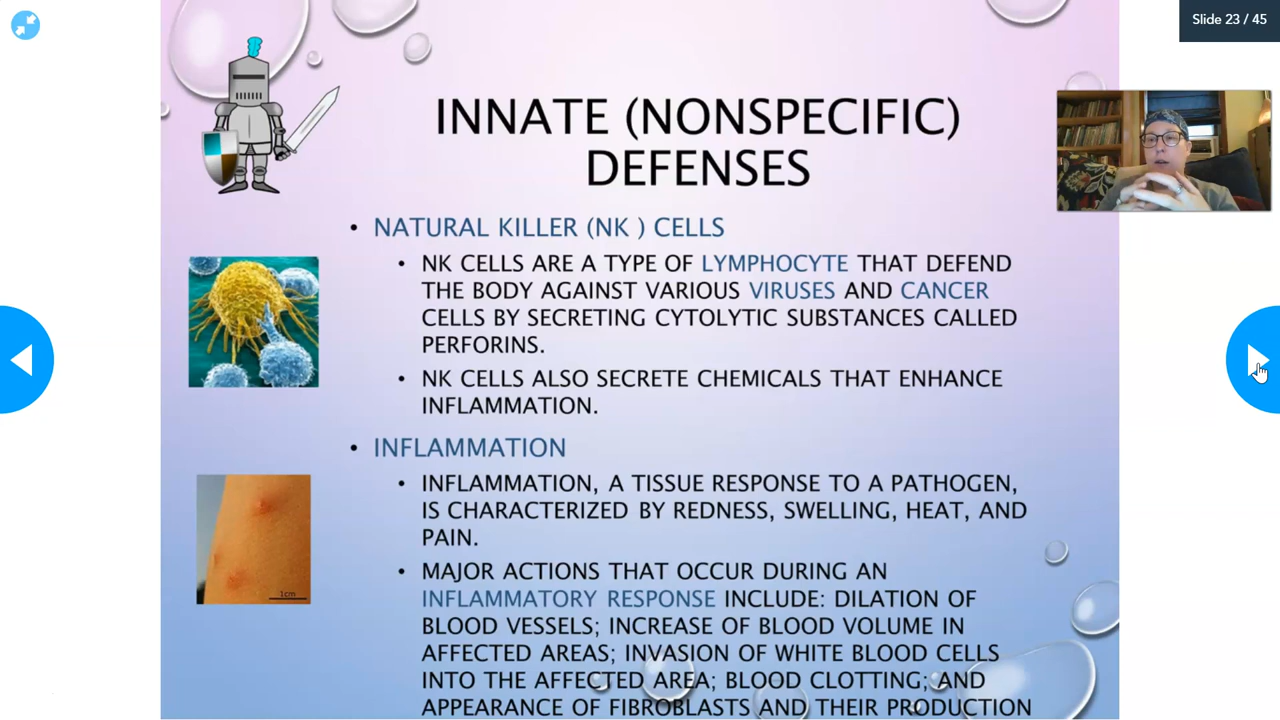 Slide 23 / 45
INNATE (NONSPECIFIC)
DEFENSES
• NATURAL KILLER (NK ) CELLS
• NK CELLS ARE A TYPE OF LYMPHOCYTE THAT DEFEND
THE BODY AGAINST VARIOUS VIRUSES AND CANCER
CELLS BY SECRETING CYTOLYTIC SUBSTANCES CALLED
PERFORINS.
• NK CELLS ALSO SECRETE CHEMICALS THAT ENHANCE
INFLAMMATION.
• INFLAMMATION
• INFLAMMATION, A TISSUE RESPONSE TO A PATHOGEN,
IS CHARACTERIZED BY REDNESS, SWELLING, HEAT, AND
PAIN.
• MAJOR ACTIONS THAT OCCUR DURING AN
INFLAMMATORY RESPONSE INCLUDE: DILATION OF
BLOOD VESSELS; INCREASE OF BLOOD VOLUME IN
AFFECTED AREAS; INVASION OF WHITE BLOOD CELLS
INTO THE AFFECTED AREA; BLOOD CLOTTING; AND
APPEARANCE OF FIBROBLASTS AND THEIR PRODUCTION
1cm